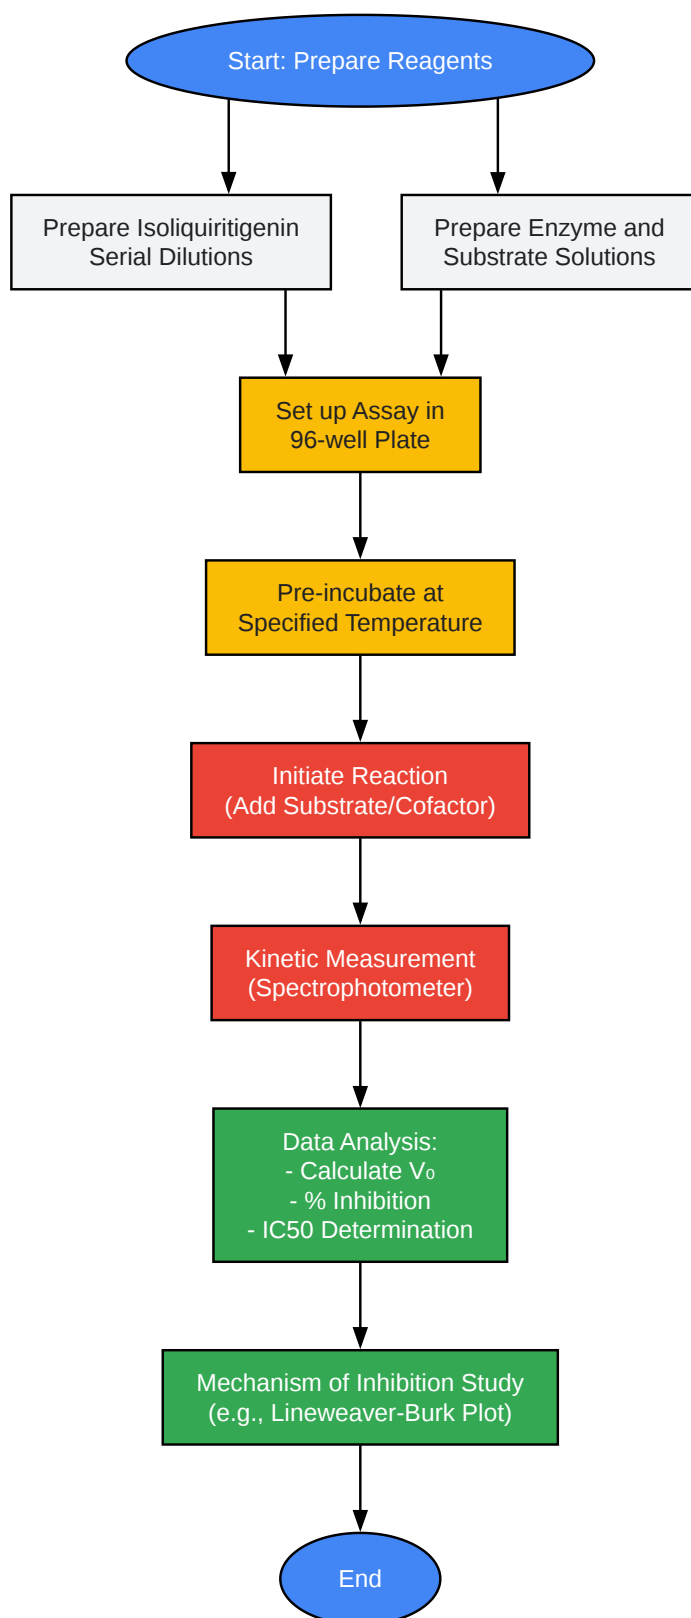 Start: Prepare Reagents
Prepare Isoliquiritigenin
Serial Dilutions
Prepare Enzyme and
Substrate Solutions
Set up Assay in
96-well Plate
Pre-incubate at
Specified Temperature
Initiate Reaction
(Add Substrate/Cofactor)
Kinetic Measurement
(Spectrophotometer)
Data Analysis:
- Calculate V₀
- % Inhibition
- IC50 Determination
Mechanism of Inhibition Study
(e.g., Lineweaver-Burk Plot)
End